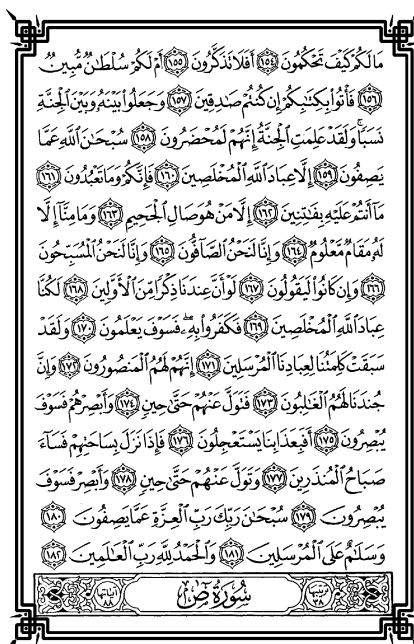 مَا لَكُمْ كَيْفَ تَحْكُمُونَ ١٥٤ أَفَلَا تَذَكَّرُونَ ١٥٥ أَمْ لَكُمْ سُلْطَانٌ مُّبِينٌ
١٥٦ فَأْتُوا بِكِتَابِكُمْ إِن كُنتُمْ صَادِقِينَ ١٥٧ وَجَعَلُوا بَيْنَهُ وَبَيْنَ الْجِنَّةِ
نَسَبًا وَلَقَدْ عَلِمَتِ الْجِنَّةُ إِنَّهُمْ لَمُحْضَرُونَ ١٥٨ سُبْحَانَ اللَّهِ عَمَّا
يَصِفُونَ ١٥٩ إِلَّا عِبَادَ اللَّهِ الْمُخْلَصِينَ ١٦٠ فَإِنَّكُمْ وَمَا تَعْبُدُونَ ١٦١
مَا أَنتُمْ عَلَيْهِ بِفَاتِنِينَ ١٦٢ إِلَّا مَنْ هُوَ صَالِ الْجَحِيمِ ١٦٣ وَمَا مِنَّا إِلَّا
لَهُ مَقَامٌ مَّعْلُومٌ ١٦٤ وَإِنَّا لَنَحْنُ الصَّافُّونَ ١٦٥ وَإِنَّا لَنَحْنُ الْمُسَبِّحُونَ
١٦٦ وَإِن كَانُوا لَيَقُولُونَ ١٦٧ لَوْ أَنَّ عِندَنَا ذِكْرًا مِّنَ الْأَوَّلِينَ ١٦٨ لَكُنَّا
عِبَادَ اللَّهِ الْمُخْلَصِينَ ١٦٩ فَكَفَرُوا بِهِ فَسَوْفَ يَعْلَمُونَ ١٧٠ وَلَقَدْ
سَبَقَتْ كَلِمَتُنَا لِعِبَادِنَا الْمُرْسَلِينَ ١٧١ إِنَّهُمْ لَهُمُ الْمَنصُورُونَ ١٧٢ وَإِنَّ
جُندَنَا لَهُمُ الْغَالِبُونَ ١٧٣ فَتَوَلَّ عَنْهُمْ حَتَّىٰ حِينٍ ١٧٤ وَأَبْصِرْهُمْ فَسَوْفَ
يُبْصِرُونَ ١٧٥ أَفَبِعَذَابِنَا يَسْتَعْجِلُونَ ١٧٦ فَإِذَا نَزَلَ بِسَاحَتِهِمْ فَسَاءَ
صَبَاحُ الْمُنذَرِينَ ١٧٧ وَتَوَلَّ عَنْهُمْ حَتَّىٰ حِينٍ ١٧٨ وَأَبْصِرْ فَسَوْفَ
يُبْصِرُونَ ١٧٩ سُبْحَانَ رَبِّكَ رَبِّ الْعِزَّةِ عَمَّا يَصِفُونَ ١٨٠
وَسَلَامٌ عَلَى الْمُرْسَلِينَ ١٨١ وَالْحَمْدُ لِلَّهِ رَبِّ الْعَالَمِينَ ١٨٢
ترتيبها ٣٨ سُورَةُ ص آياتها ٨٨